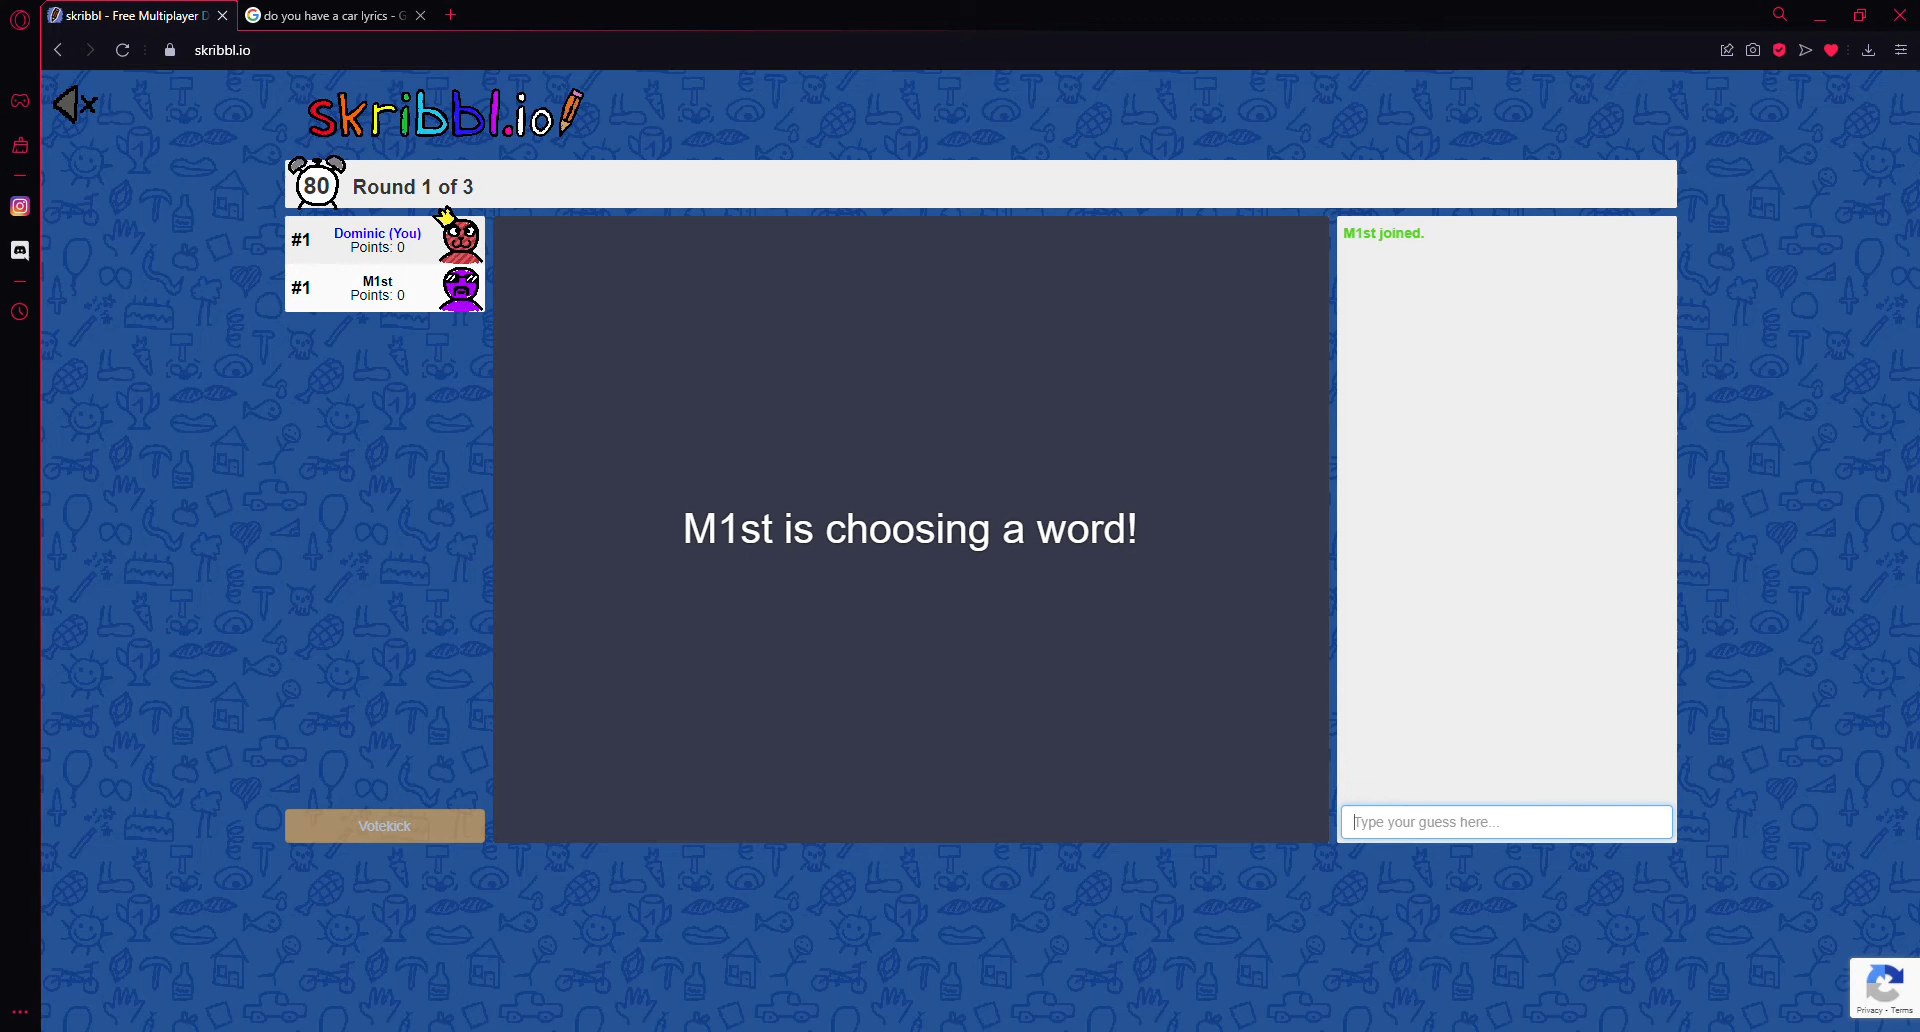 skribbl - Free Multiplayer D
do you have a car lyrics - G
skribbl.io
skribbl.io
80
Round 1 of 3
#1
Dominic (You)
Points: 0
#1
M1st
Points: 0
M1st is choosing a word!
M1st joined.
Votekick
Type your guess here...
Privacy - Terms